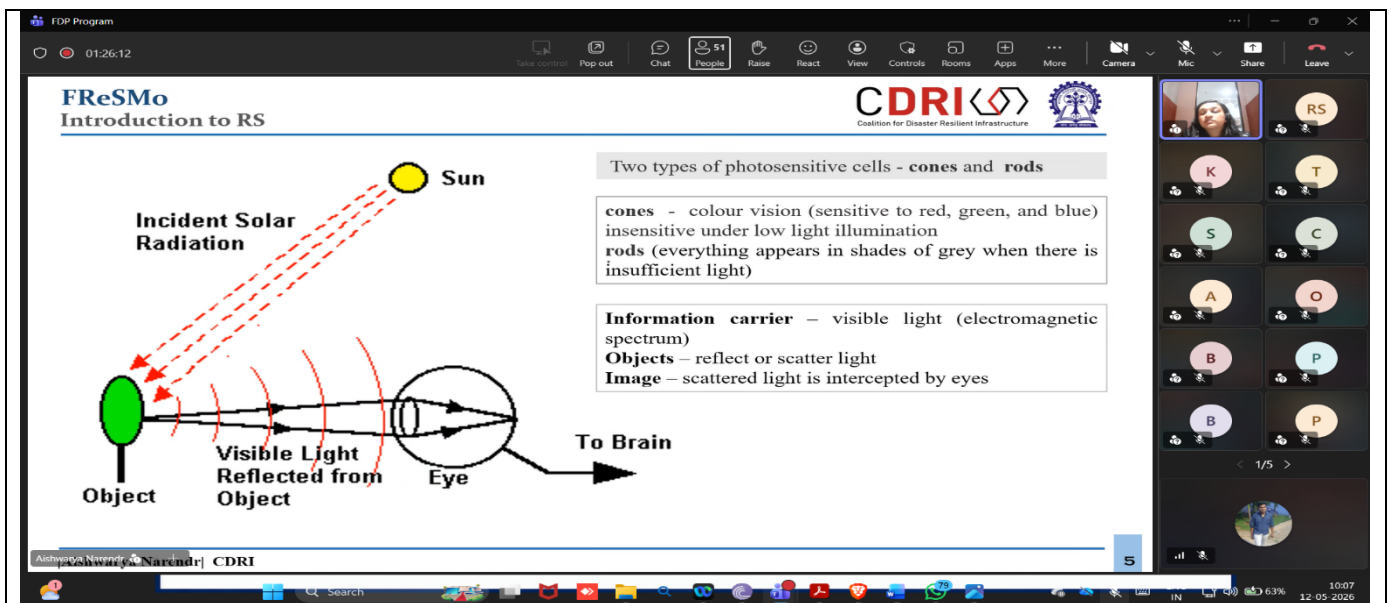 FDP Program
01:26:12
Take control
Pop out
Chat
51
People
Raise
React
View
Controls
Rooms
Apps
More
Camera
Mic
Share
Leave
FReSMo
Introduction to RS
CDRI
Coalition for Disaster Resilient Infrastructure
Sun
Incident Solar
Radiation
Object
Visible Light
Reflected from
Object
Eye
To Brain
Two types of photosensitive cells - cones and rods
cones - colour vision (sensitive to red, green, and blue)
insensitive under low light illumination
rods (everything appears in shades of grey when there is
insufficient light)
Information carrier – visible light (electromagnetic
spectrum)
Objects – reflect or scatter light
Image – scattered light is intercepted by eyes
RS
K
T
S
C
A
O
B
P
B
P
1/5
Aishwarya Narendr
Narendr| CDRI
5
1
Search
79
IN
63%
10:07
12-05-2026